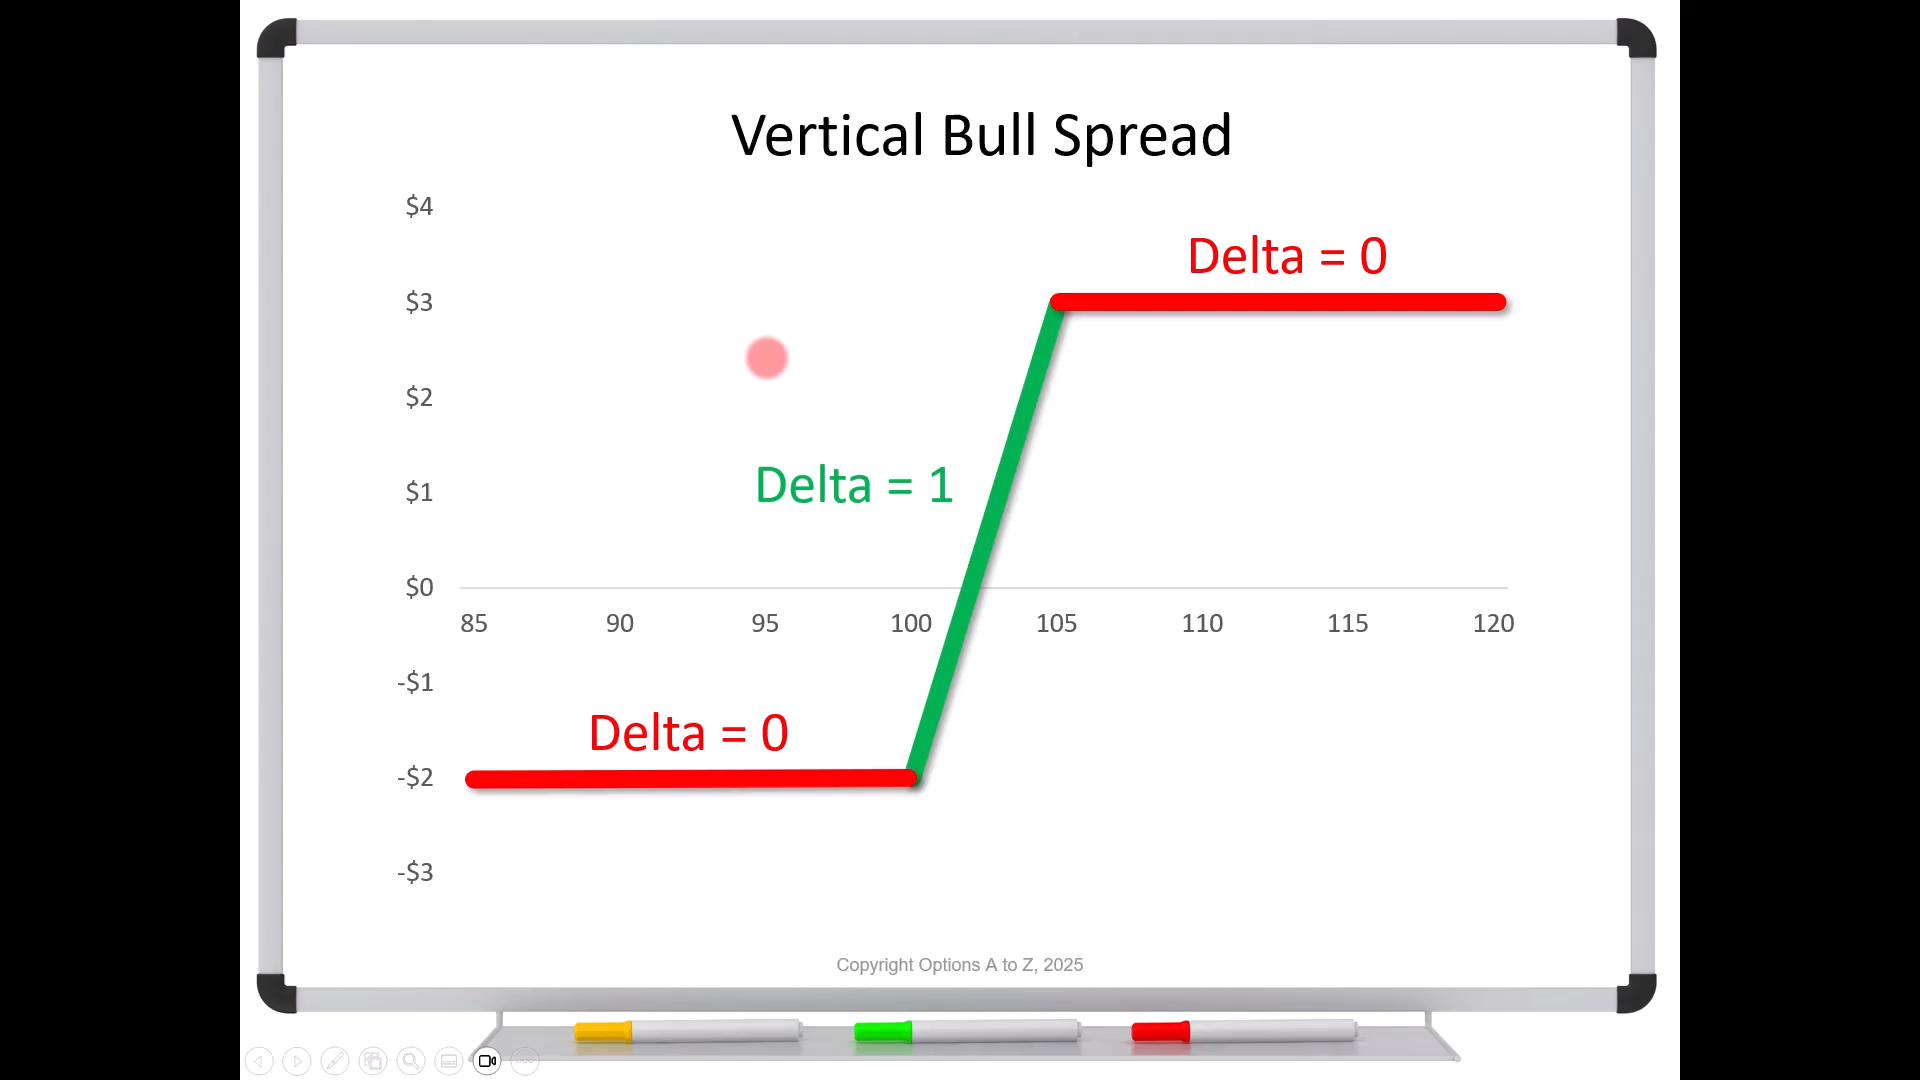 Vertical Bull Spread
$4
Delta = 0
$3
$2
Delta = 1
$1
$0
85 90 95 100 105 110 115 120
-$1
Delta = 0
-$2
-$3
Copyright Options A to Z, 2025